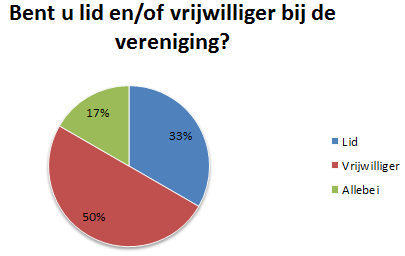 Bent u lid en/of vrijwilliger bij de
vereniging?
17%
33%
50%
Lid
Vrijwilliger
Allebei